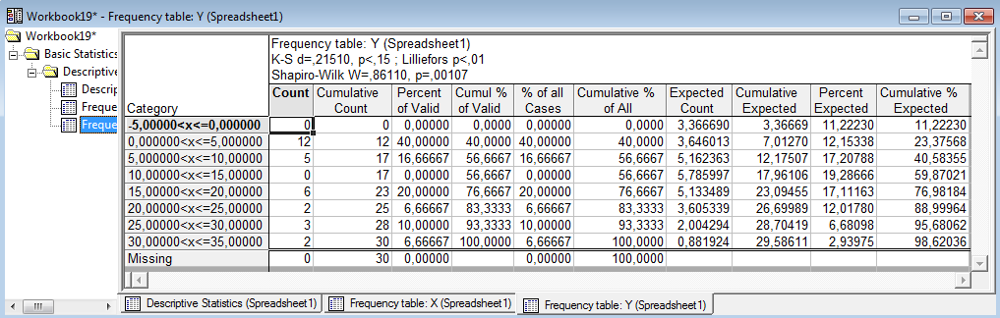 Workbook19* - Frequency table: Y (Spreadsheet1)
Workbook19*
Basic Statistics
Descriptive
Descrip
Freque
Freque
Frequency table: Y (Spreadsheet1)
K-S d=,21510, p<,15 ; Lilliefors p<,01
Shapiro-Wilk W=,86110, p=,00107
Category Count Cumulative Count Percent of Valid Cumul % of Valid % of all Cases Cumulative % of All Expected Count Cumulative Expected Percent Expected Cumulative % Expected
-5,00000<x<=0,000000 0 0 0,00000 0,0000 0,00000 0,0000 3,366690 3,36669 11,22230 11,22230
0,000000<x<=5,000000 12 12 40,00000 40,0000 40,00000 40,0000 3,646013 7,01270 12,15338 23,37568
5,000000<x<=10,00000 5 17 16,66667 56,6667 16,66667 56,6667 5,162363 12,17507 17,20788 40,58355
10,00000<x<=15,00000 0 17 0,00000 56,6667 0,00000 56,6667 5,785997 17,96106 19,28666 59,87021
15,00000<x<=20,00000 6 23 20,00000 76,6667 20,00000 76,6667 5,133489 23,09455 17,11163 76,98184
20,00000<x<=25,00000 2 25 6,66667 83,3333 6,66667 83,3333 3,605339 26,69989 12,01780 88,99964
25,00000<x<=30,00000 3 28 10,00000 93,3333 10,00000 93,3333 2,004294 28,70419 6,68098 95,68062
30,00000<x<=35,00000 2 30 6,66667 100,0000 6,66667 100,0000 0,881924 29,58611 2,93975 98,62036
Missing 0 30 0,00000 0,00000 100,0000
Descriptive Statistics (Spreadsheet1) Frequency table: X (Spreadsheet1) Frequency table: Y (Spreadsheet1)